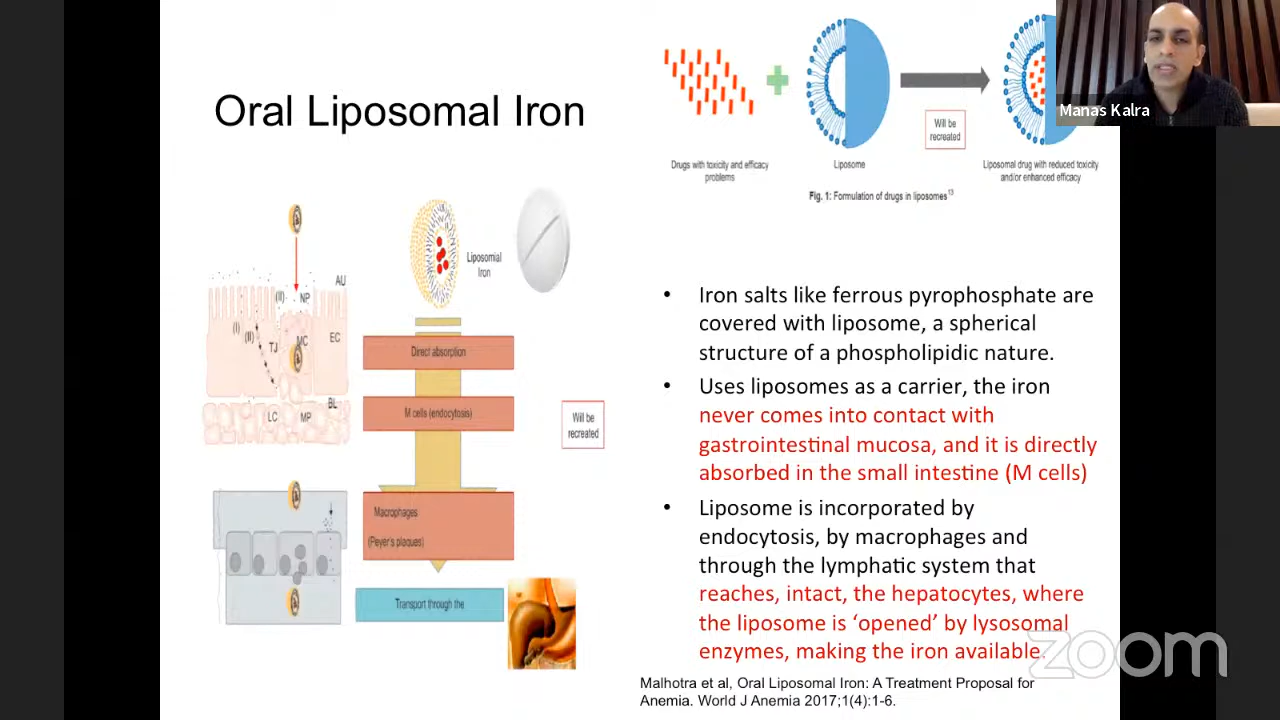 Oral Liposomal Iron
Drugs with toxicity and efficacy
problems
Liposome
Will be
recreated
Liposomal drug with reduced toxicity
and/or enhanced efficacy
Fig. 1: Formulation of drugs in liposomes13
Manas Kalra
AU
(II)
NP
(I)
(II)
TJ
MC
EC
BL
LC
MP
Liposomial
Iron
Direct absorption
M cells (endocytosis)
Macrophages
(Peyer's plaques)
Transport through the
Will be
recreated
• Iron salts like ferrous pyrophosphate are
covered with liposome, a spherical
structure of a phospholipidic nature.
• Uses liposomes as a carrier, the iron
never comes into contact with
gastrointestinal mucosa, and it is directly
absorbed in the small intestine (M cells)
• Liposome is incorporated by
endocytosis, by macrophages and
through the lymphatic system that
reaches, intact, the hepatocytes, where
the liposome is ‘opened’ by lysosomal
enzymes, making the iron available.
zoom
Malhotra et al, Oral Liposomal Iron: A Treatment Proposal for
Anemia. World J Anemia 2017;1(4):1-6.